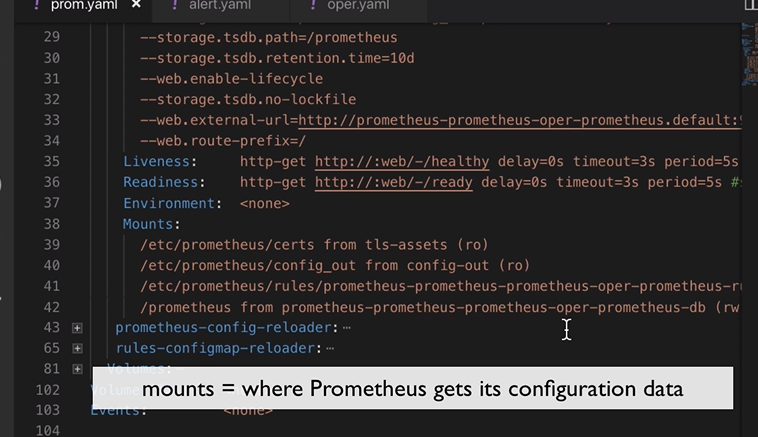 ! prom.yaml × ! alert.yaml ! oper.yaml
29 --storage.tsdb.path=/prometheus
30 --storage.tsdb.retention.time=10d
31 --web.enable-lifecycle
32 --storage.tsdb.no-lockfile
33 --web.external-url=http://prometheus-prometheus-oper-prometheus.default:9
34 --web.route-prefix=/
35 Liveness: http-get http://:web/-/healthy delay=0s timeout=3s period=5s
36 Readiness: http-get http://:web/-/ready delay=0s timeout=3s period=5s #s
37 Environment: <none>
38 Mounts:
39 /etc/prometheus/certs from tls-assets (ro)
40 /etc/prometheus/config_out from config-out (ro)
41 /etc/prometheus/rules/prometheus-prometheus-prometheus-oper-prometheus-ru
42 /prometheus from prometheus-prometheus-prometheus-oper-prometheus-db (rw
43 prometheus-config-reloader: ⋯
65 rules-configmap-reloader: ⋯
81 Volumes: ⋯
mounts = where Prometheus gets its configuration data
102
103 Events: <none>
104